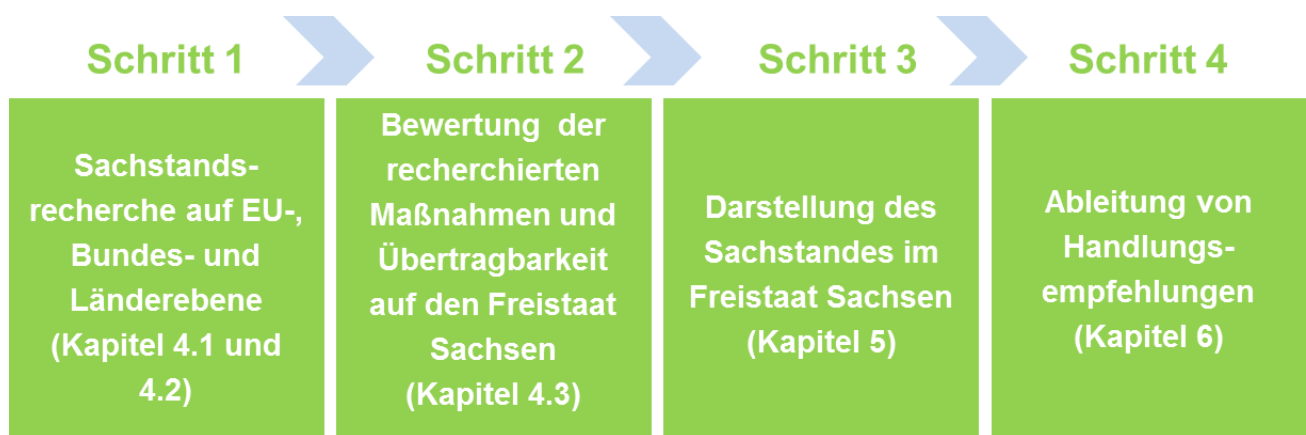 Schritt 1
Schritt 2
Schritt 3
Schritt 4
Sachstands-
recherche auf EU-,
Bundes- und
Länderebene
(Kapitel 4.1 und
4.2)
Bewertung der
recherchierten
Maßnahmen und
Übertragbarkeit
auf den Freistaat
Sachsen
(Kapitel 4.3)
Darstellung des
Sachstandes im
Freistaat Sachsen
(Kapitel 5)
Ableitung von
Handlungs-
empfehlungen
(Kapitel 6)